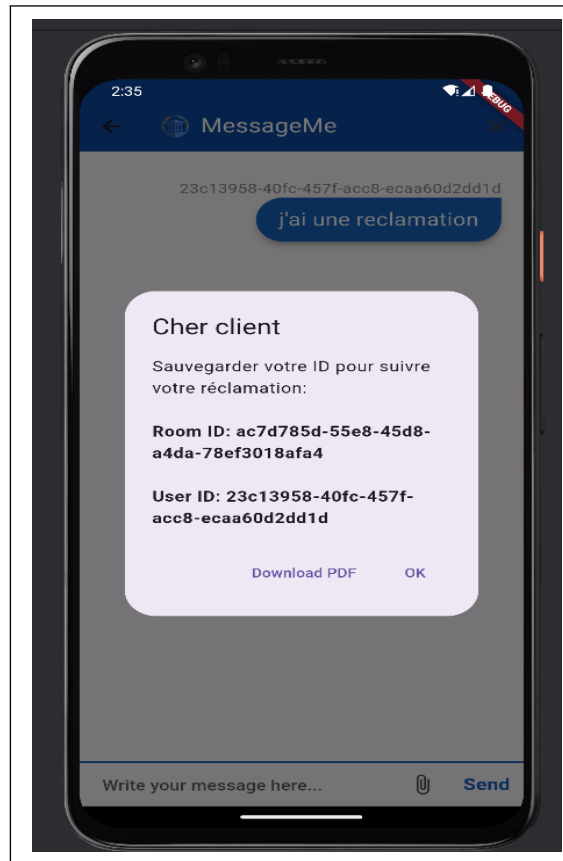 2:35
DEBUG
MessageMe
23c13958-40fc-457f-acc8-ecaa60d2dd1d
j'ai une reclamation
Cher client
Sauvegarder votre ID pour suivre
votre réclamation:
Room ID: ac7d785d-55e8-45d8-
a4da-78ef3018afa4
User ID: 23c13958-40fc-457f-
acc8-ecaa60d2dd1d
Download PDF OK
Write your message here... Send